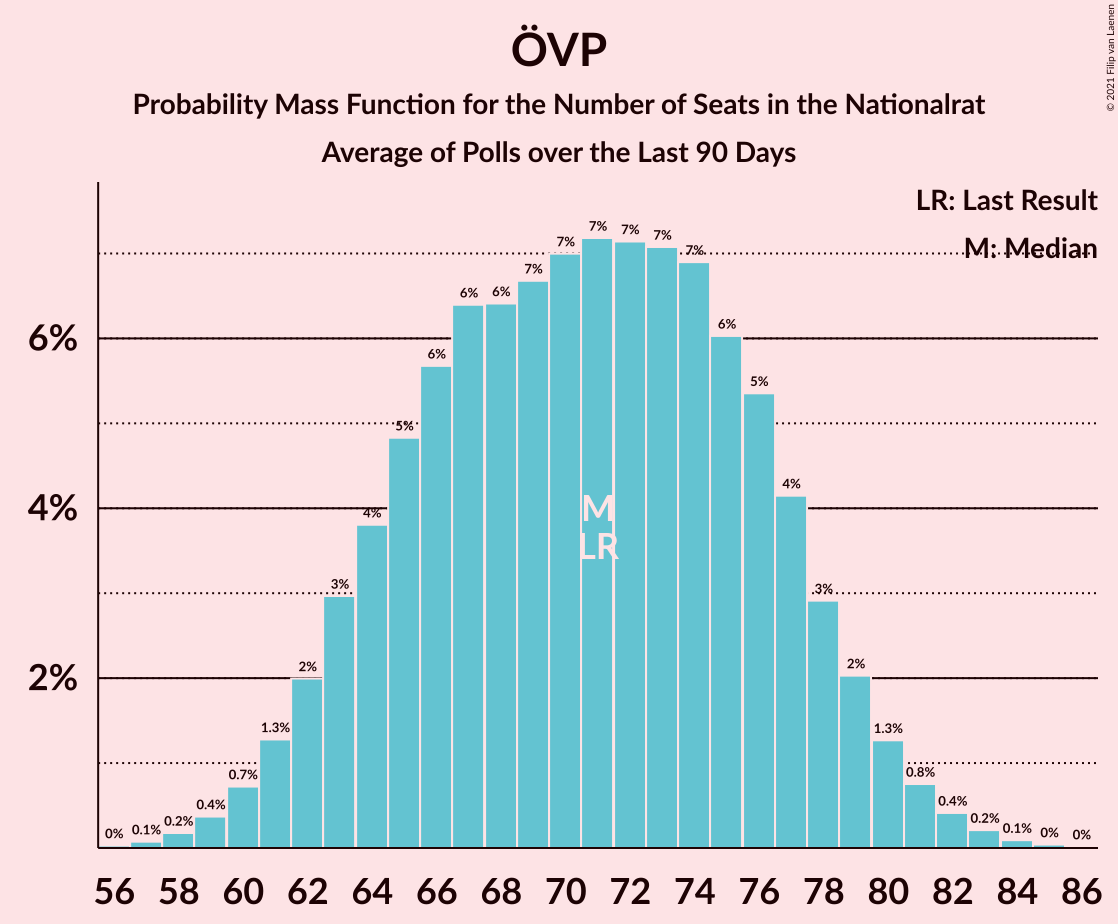 ÖVP
Probability Mass Function for the Number of Seats in the Nationalrat
Average of Polls over the Last 90 Days
© 2021 Filip van Laenen
LR: Last Result
M: Median
6%
4%
2%
0% 0.1% 0.2% 0.4% 0.7% 1.3% 2% 3% 4% 5% 6% 6% 6% 7% 7% 7% 7% 7% 7% 6% 5% 4% 3% 2% 1.3% 0.8% 0.4% 0.2% 0.1% 0% 0%
M
LR
56 58 60 62 64 66 68 70 72 74 76 78 80 82 84 86